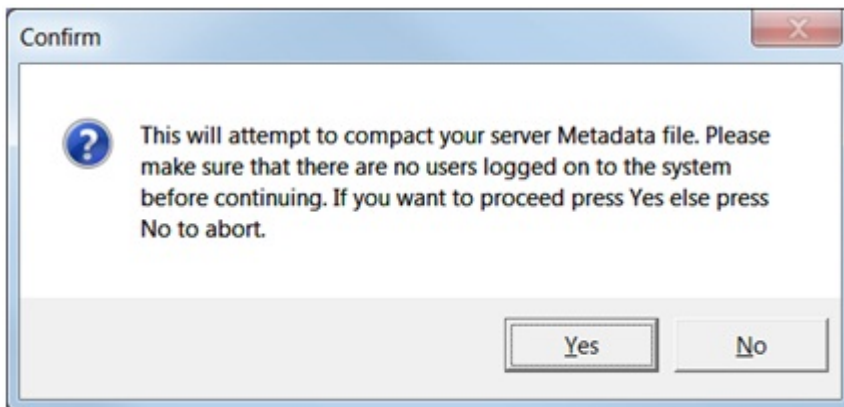 Confirm
This will attempt to compact your server Metadata file. Please
make sure that there are no users logged on to the system
before continuing. If you want to proceed press Yes else press
No to abort.
Yes
No